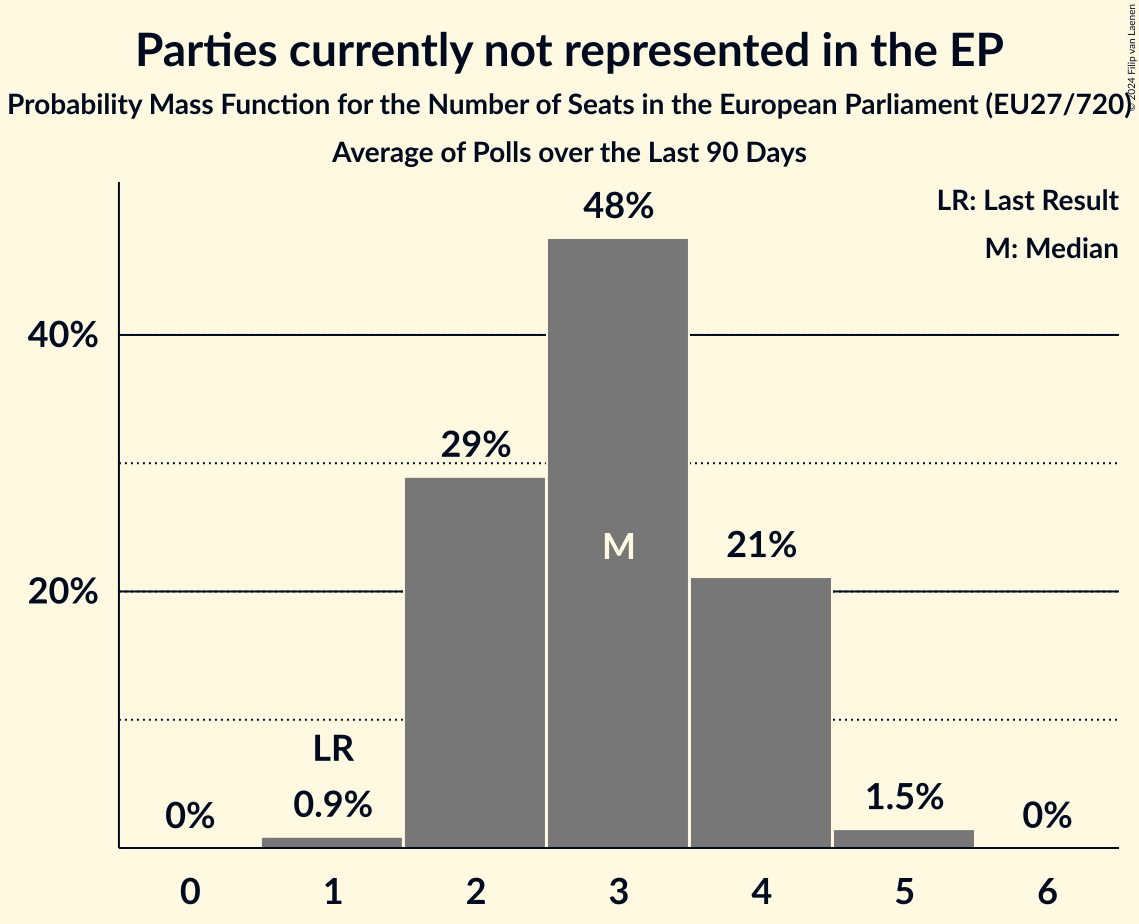 Parties currently not represented in the EP
Probability Mass Function for the Number of Seats in the European Parliament (EU27/720)
Average of Polls over the Last 90 Days
© 2024 Filip van Laenen
LR: Last Result
M: Median
48%
40%
29%
M
21%
20%
LR
0%
0.9%
1.5%
0%
0 1 2 3 4 5 6